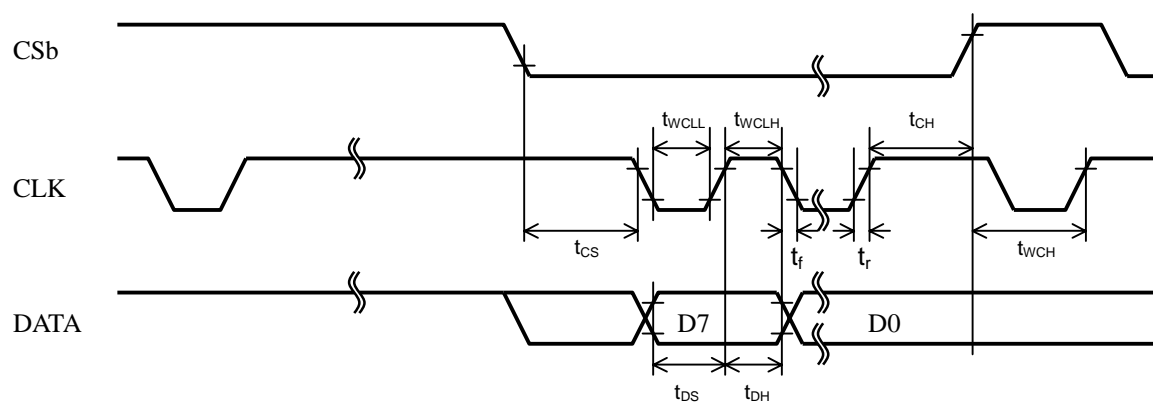 CSb
tWCLL tWCLH tCH
CLK
tCS tf tr tWCH
DATA D7 D0
tDS tDH